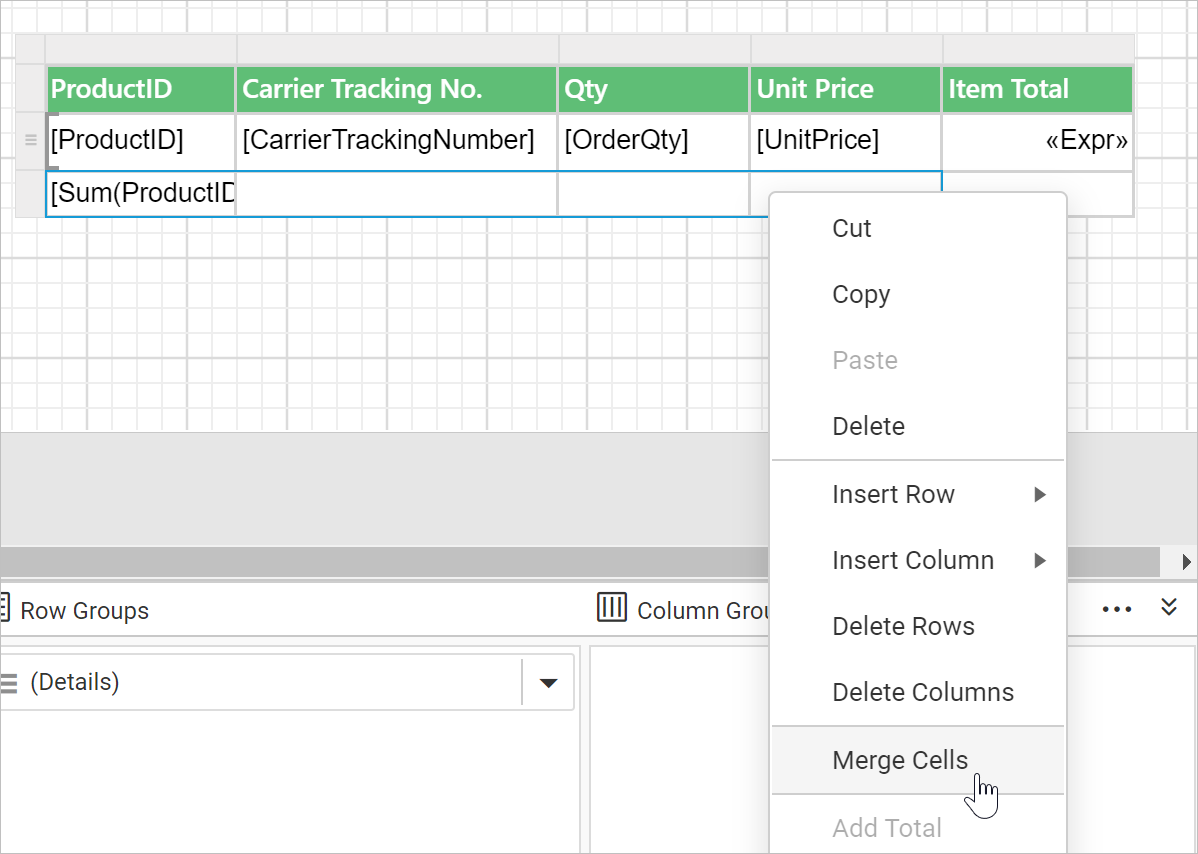 ProductID Carrier Tracking No. Qty Unit Price Item Total
[ProductID] [CarrierTrackingNumber] [OrderQty] [UnitPrice] «Expr»
[Sum(ProductID
Cut
Copy
Paste
Delete
Insert Row
Insert Column
Delete Rows
Delete Columns
Merge Cells
Add Total
Row Groups
Column Grou
(Details)